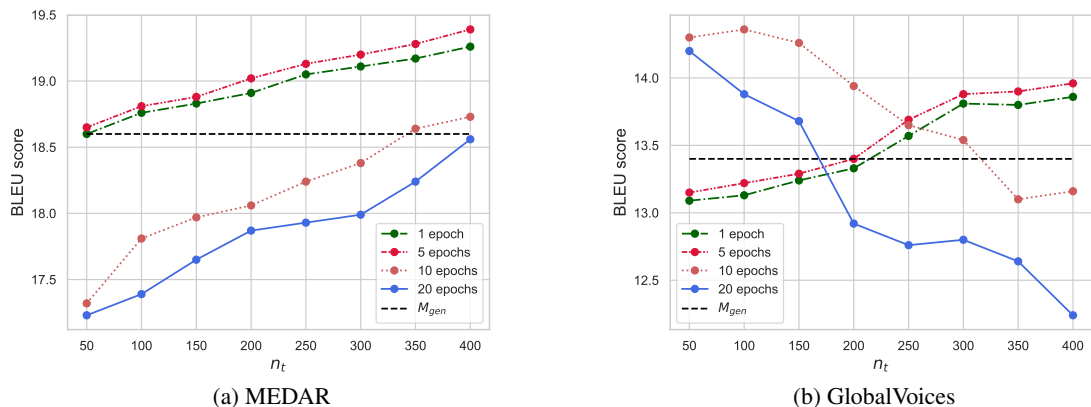 19.5
19.0
18.5
18.0
17.5
BLEU score
1 epoch
5 epochs
10 epochs
20 epochs
M_gen
50 100 150 200 250 300 350 400
n_t
(a) MEDAR
14.0
13.5
13.0
12.5
BLEU score
1 epoch
5 epochs
10 epochs
20 epochs
M_gen
50 100 150 200 250 300 350 400
n_t
(b) GlobalVoices